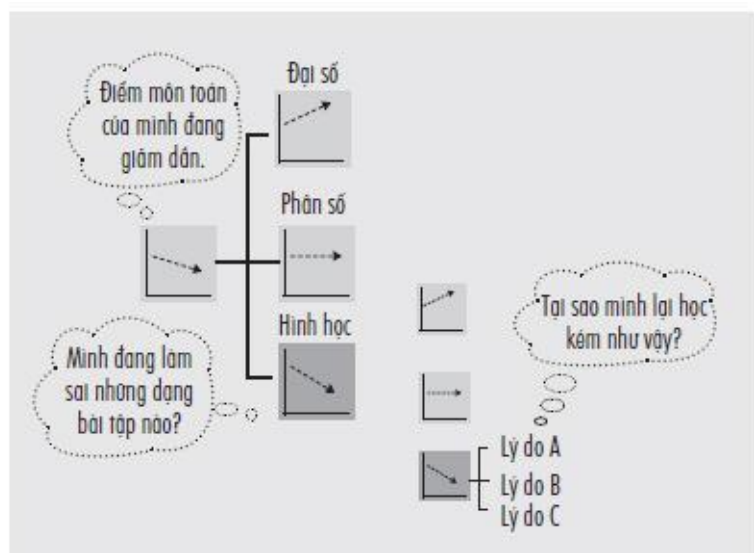 Điểm môn toán
của mình đang
giảm dần.
Đại số
Phân số
Hình học
Mình đang làm
sai những dạng
bài tập nào?
Tại sao mình lại học
kém như vậy?
Lý do A
Lý do B
Lý do C